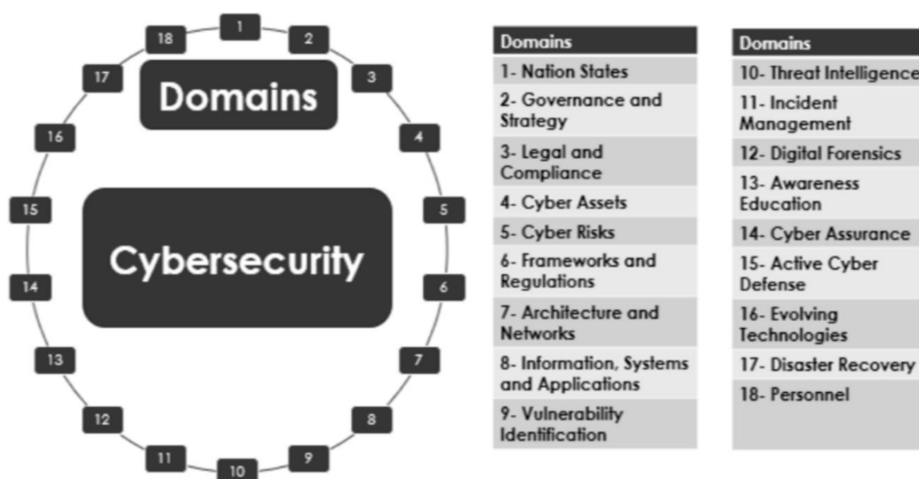 1
18
2
17
3
Domains
16
4
15
5
Cybersecurity
14
6
13
7
12
8
11
9
10
Domains
1- Nation States
2- Governance and
Strategy
3- Legal and
Compliance
4- Cyber Assets
5- Cyber Risks
6- Frameworks and
Regulations
7- Architecture and
Networks
8- Information, Systems
and Applications
9- Vulnerability
Identification
Domains
10- Threat Intelligence
11- Incident
Management
12- Digital Forensics
13- Awareness
Education
14- Cyber Assurance
15- Active Cyber
Defense
16- Evolving
Technologies
17- Disaster Recovery
18- Personnel